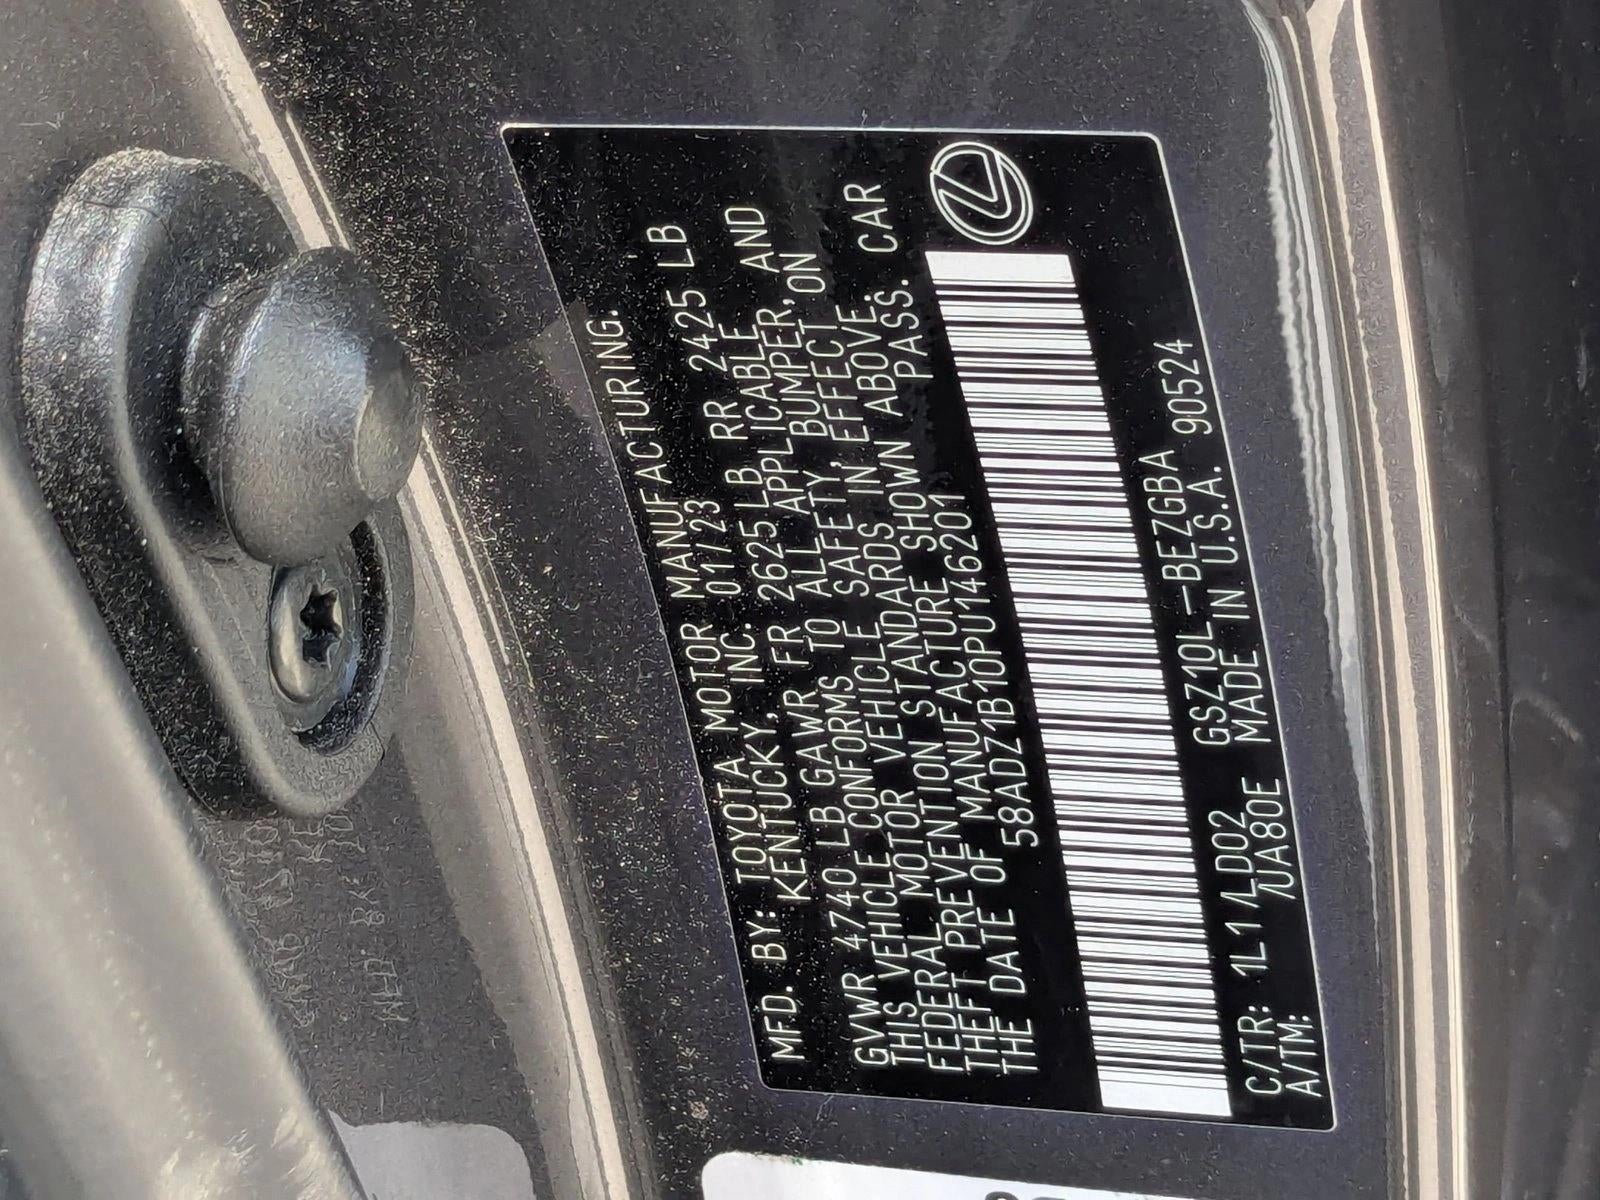 MFD. BY: TOYOTA MOTOR MANUFACTURING.
KENTUCKY, INC. 01/23
GVWR 4740 LB GAWR FR 2625 LB RR 2425 LB
THIS VEHICLE CONFORMS TO ALL APPLICABLE
FEDERAL MOTOR VEHICLE SAFETY, BUMPER, AND
THEFT PREVENTION STANDARDS IN EFFECT ON
THE DATE OF MANUFACTURE SHOWN ABOVE.
58ADZ1B10PU146201 PASS. CAR
C/TR: 1L1/LD02 GSZ10L-BEZGBA 90524
A/TM: /UA80E MADE IN U.S.A.